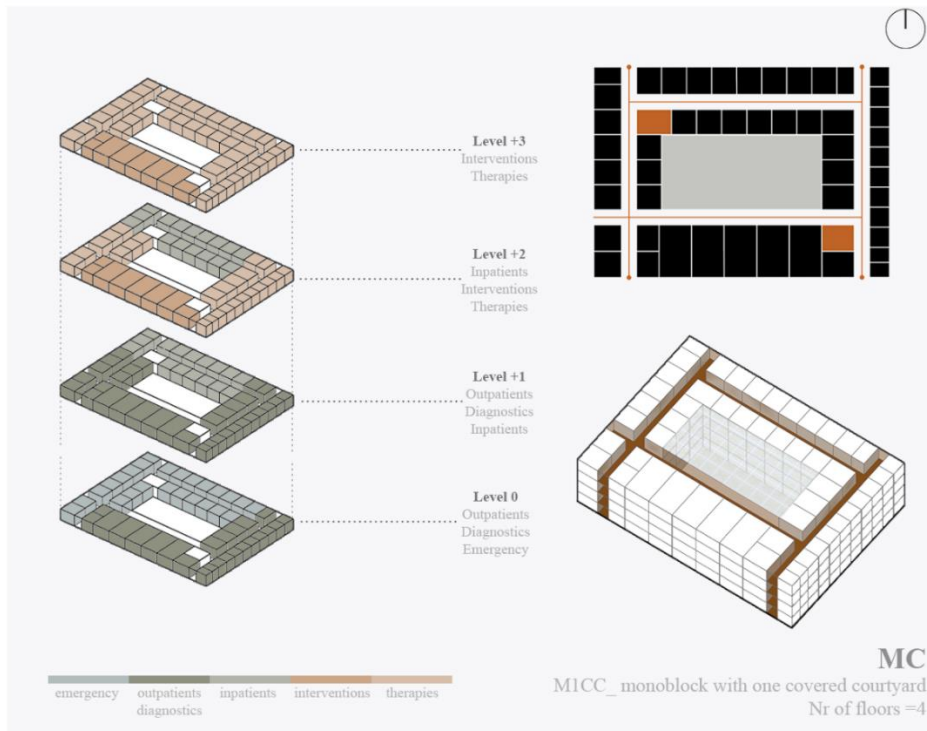 Level +3
Interventions
Therapies
Level +2
Inpatients
Interventions
Therapies
Level +1
Outpatients
Diagnostics
Inpatients
Level 0
Outpatients
Diagnostics
Emergency
emergency
outpatients
diagnostics
inpatients
interventions
therapies
MC
M1CC_ monoblock with one covered courtyard
Nr of floors =4